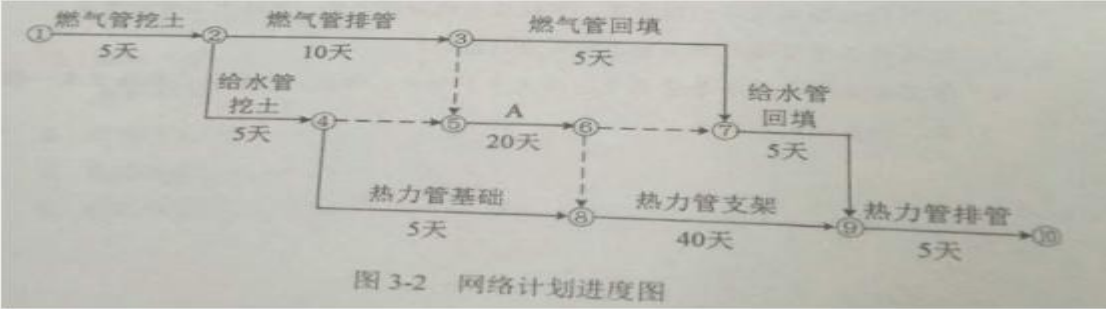 ① 燃气管挖土 ② 燃气管排管 ③ 燃气管回填
5天 10天 5天
给水管
挖土
5天
④ ⑤ A ⑥ ⑦
20天
给水管
回填
5天
热力管基础 ⑧ 热力管支架 ⑨ 热力管排管 ⑩
5天 40天 5天
图 3-2 网络计划进度图